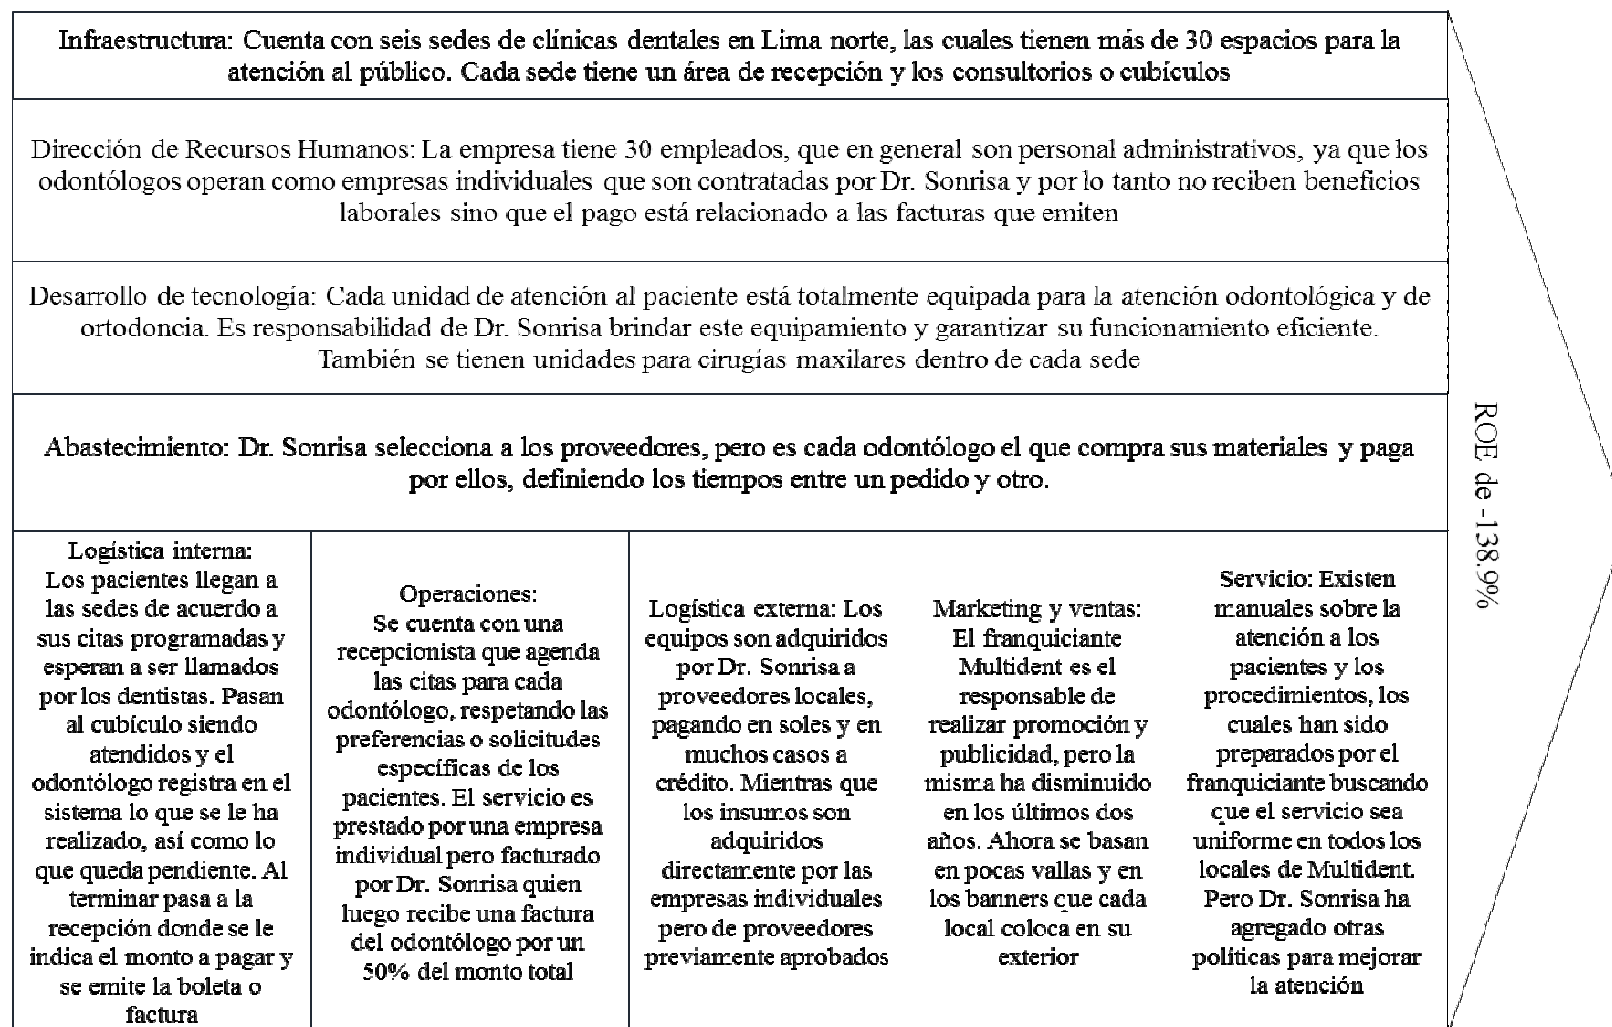 Infraestructura: Cuenta con seis sedes de clínicas dentales en Lima norte, las cuales tienen más de 30 espacios para la
atención al público. Cada sede tiene un área de recepción y los consultorios o cubículos
Dirección de Recursos Humanos: La empresa tiene 30 empleados, que en general son personal administrativos, ya que los
odontólogos operan como empresas individuales que son contratadas por Dr. Sonrisa y por lo tanto no reciben beneficios
laborales sino que el pago está relacionado a las facturas que emiten
Desarrollo de tecnología: Cada unidad de atención al paciente está totalmente equipada para la atención odontológica y de
ortodoncia. Es responsabilidad de Dr. Sonrisa brindar este equipamiento y garantizar su funcionamiento eficiente.
También se tienen unidades para cirugías maxilares dentro de cada sede
Abastecimiento: Dr. Sonrisa selecciona a los proveedores, pero es cada odontólogo el que compra sus materiales y paga
por ellos, definiendo los tiempos entre un pedido y otro.
Logística interna:
Los pacientes llegan a
las sedes de acuerdo a
sus citas programadas y
esperan a ser llamados
por los dentistas. Pasan
al cubículo siendo
atendidos y el
odontólogo registra en el
sistema lo que se le ha
realizado, así como lo
que queda pendiente. Al
terminar pasa a la
recepción donde se le
indica el monto a pagar y
se emite la boleta o
factura
Operaciones:
Se cuenta con una
recepcionista que agenda
las citas para cada
odontólogo, respetando las
preferencias o solicitudes
específicas de los
pacientes. El servicio es
prestado por una empresa
individual pero facturado
por Dr. Sonrisa quien
luego recibe una factura
del odontólogo por un
50% del monto total
Logística externa: Los
equipos son adquiridos
por Dr. Sonrisa a
proveedores locales,
pagando en soles y en
muchos casos a
crédito. Mientras que
los insumos son
adquiridos
directamente por las
empresas individuales
pero de proveedores
previamente aprobados
Marketing y ventas:
El franquiciante
Multident es el
responsable de
realizar promoción y
publicidad, pero la
misma ha disminuido
en los últimos dos
años. Ahora se basan
en pocas vallas y en
los banners que cada
local coloca en su
exterior
Servicio: Existen
manuales sobre la
atención a los
pacientes y los
procedimientos, los
cuales han sido
preparados por el
franquiciante buscando
que el servicio sea
uniforme en todos los
locales de Multident.
Pero Dr. Sonrisa ha
agregado otras
políticas para mejorar
la atención
ROE de -138.9%